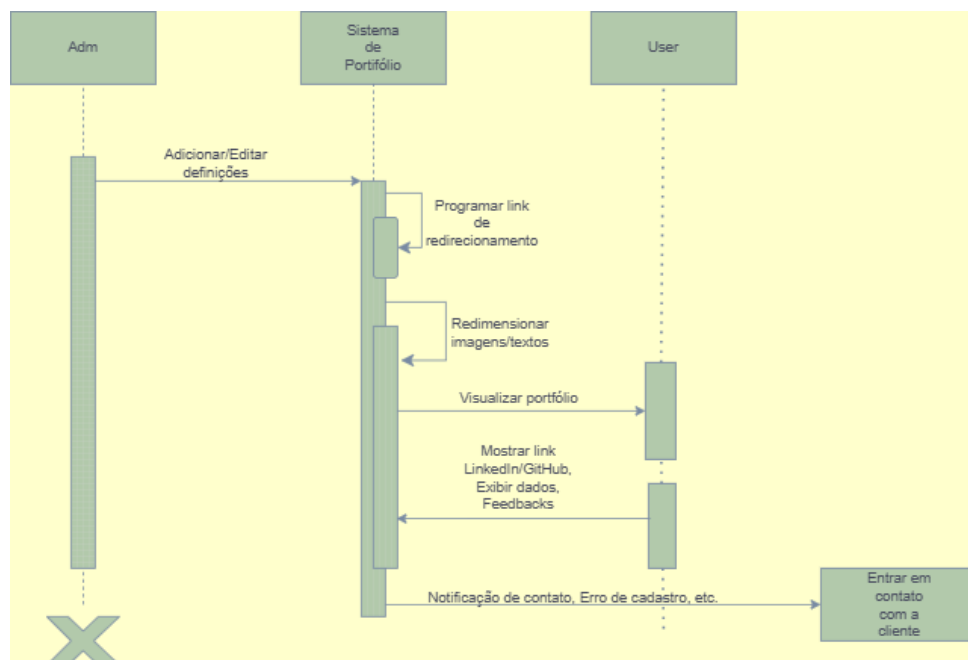 Adm
Sistema
de
Portifólio
User
Adicionar/Editar
definições
Programar link
de
redirecionamento
Redimensionar
imagens/textos
Visualizar portfólio
Mostrar link
LinkedIn/GitHub,
Exibir dados,
Feedbacks
Notificação de contato, Erro de cadastro, etc.
Entrar em
contato
com a
cliente